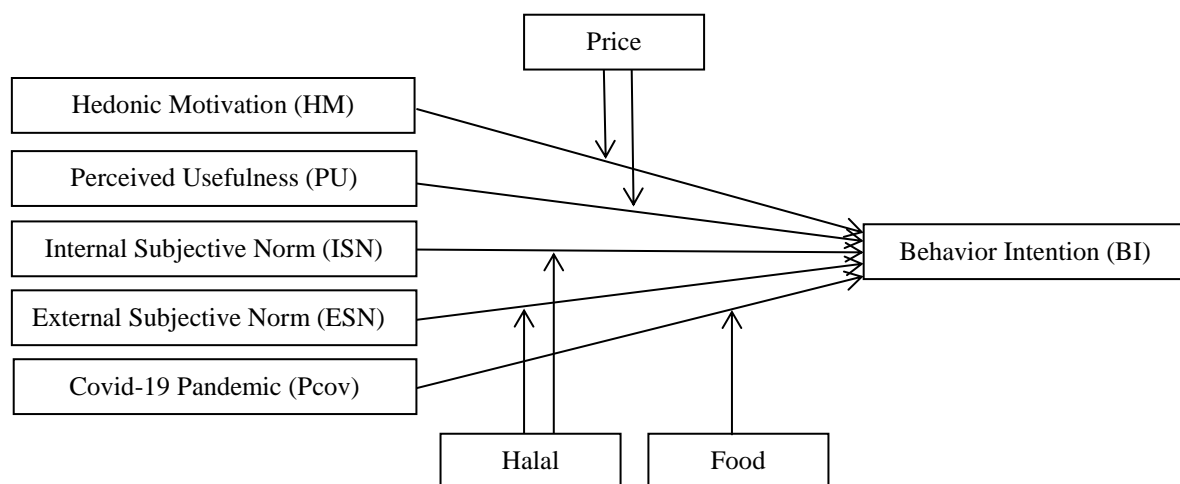 Price
Hedonic Motivation (HM)
Perceived Usefulness (PU)
Internal Subjective Norm (ISN)
Behavior Intention (BI)
External Subjective Norm (ESN)
Covid-19 Pandemic (Pcov)
Halal
Food